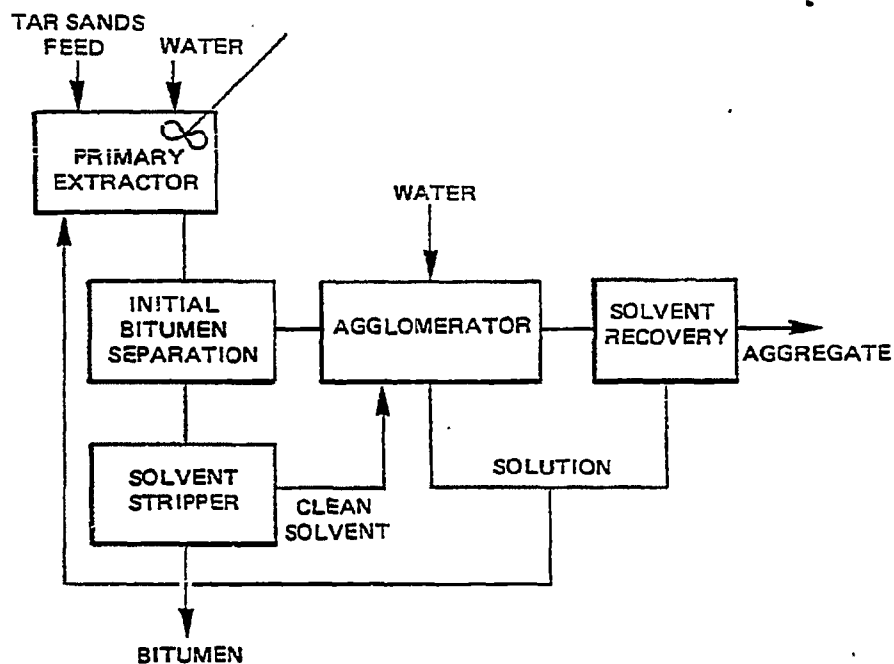 TAR SANDS
FEED
WATER
PRIMARY
EXTRACTOR
WATER
INITIAL
BITUMEN
SEPARATION
AGGLOMERATOR
SOLVENT
RECOVERY
AGGREGATE
SOLVENT
STRIPPER
CLEAN
SOLVENT
SOLUTION
BITUMEN